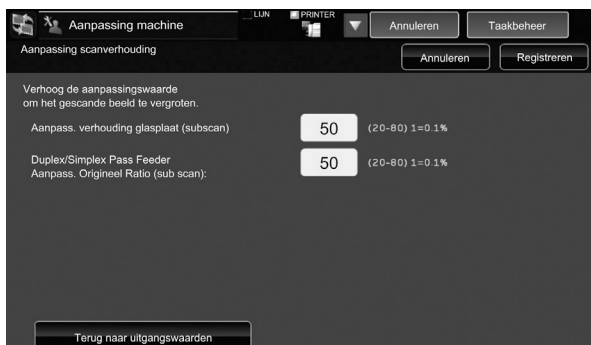 Aanpassing machine
LIJN
PRINTER
Annuleren
Taakbeheer
Aanpassing scanverhouding
Annuleren
Registreren
Verhoog de aanpassingswaarde
om het gescande beeld te vergroten.
Aanpass. verhouding glasplaat (subscan)
50
(20-80) 1=0.1%
Duplex/Simplex Pass Feeder
Aanpass. Origineel Ratio (sub scan):
50
(20-80) 1=0.1%
Terug naar uitgangswaarden